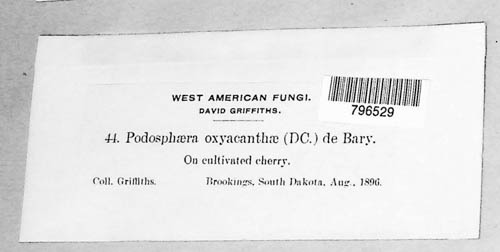 WEST AMERICAN FUNGI.
DAVID GRIFFITHS.
796529
44. Podosphæra oxyacanthæ (DC.) de Bary.
On cultivated cherry.
Coll. Griffiths. Brookings, South Dakota, Aug., 1896.